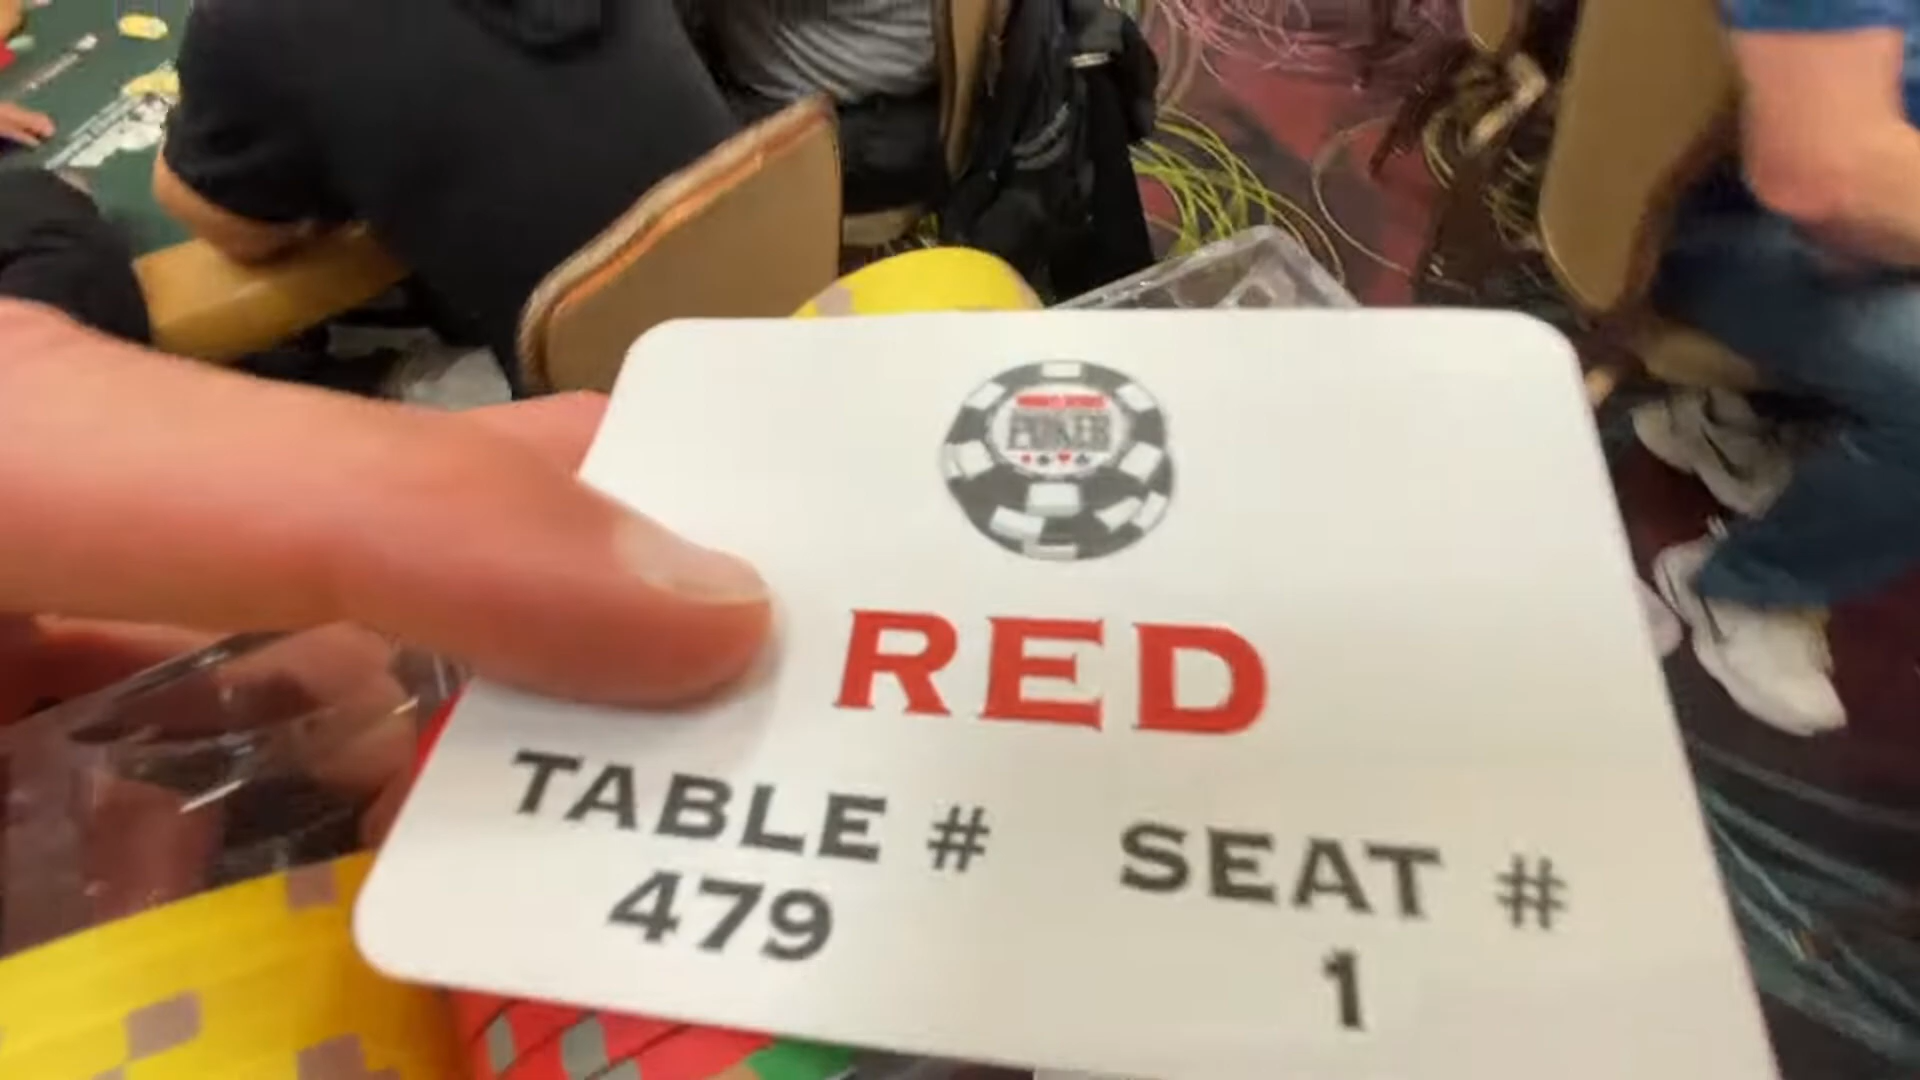 POKER
RED
TABLE # SEAT #
479 1